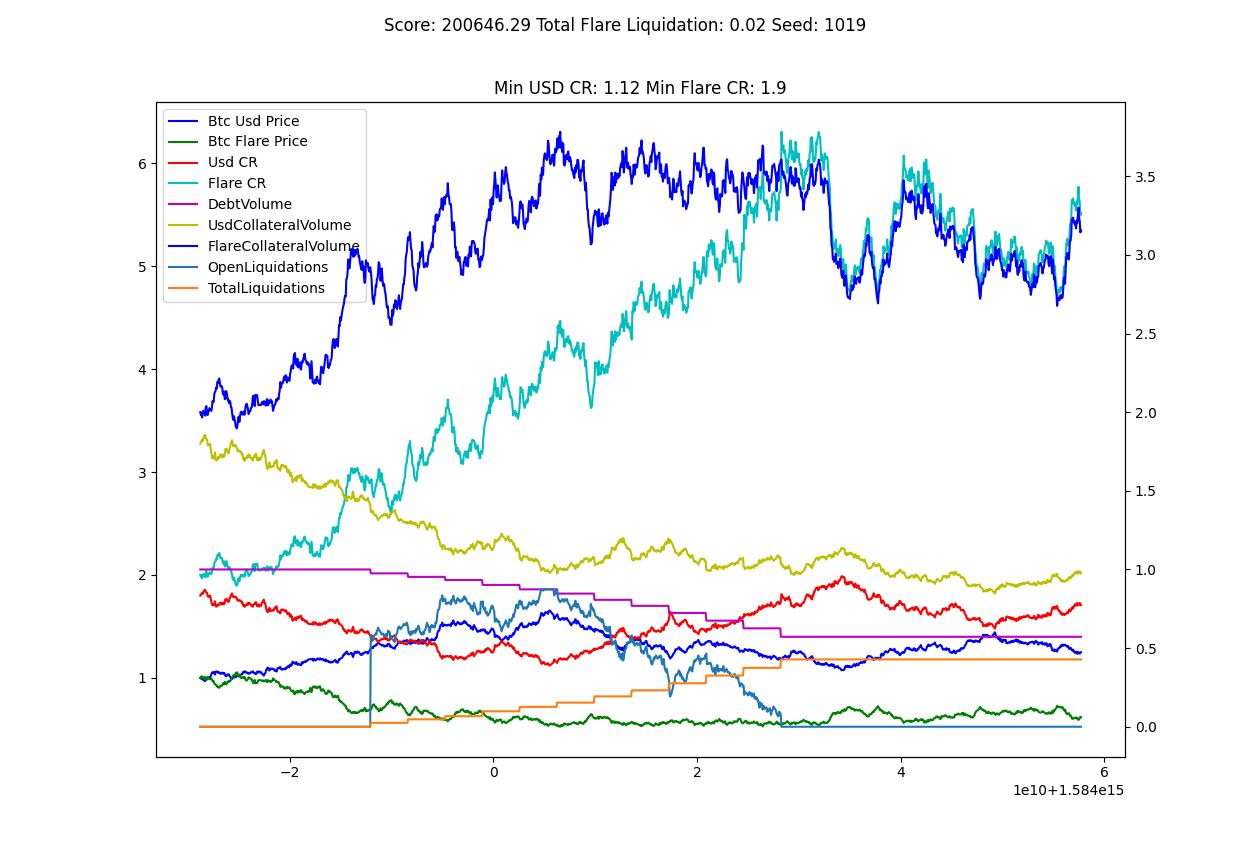 Score: 200646.29 Total Flare Liquidation: 0.02 Seed: 1019
Min USD CR: 1.12 Min Flare CR: 1.9
Btc Usd Price
Btc Flare Price
Usd CR
Flare CR
DebtVolume
UsdCollateralVolume
FlareCollateralVolume
OpenLiquidations
TotalLiquidations
6
5
4
3
2
1
3.5
3.0
2.5
2.0
1.5
1.0
0.5
0.0
−2
0
2
4
6
1e10+1.584e15